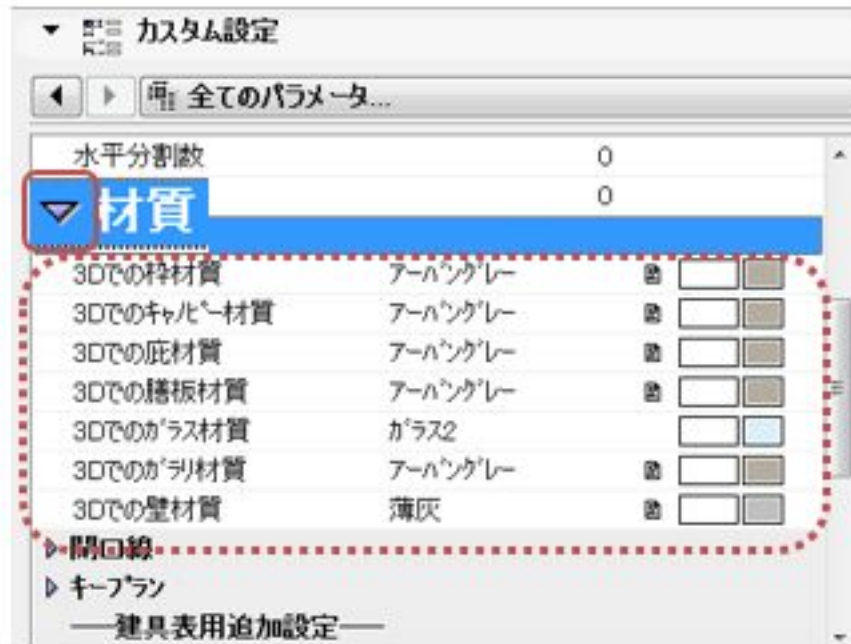 カスタム設定
全てのパラメータ...
水平分割数 0
0
材質
3Dでの枠材質 アーバングレー
3Dでのキャノピー材質 アーバングレー
3Dでの庇材質 アーバングレー
3Dでの膳板材質 アーバングレー
3Dでのガラス材質 ガラス2
3Dでのガラリ材質 アーバングレー
3Dでの壁材質 薄灰
開口線
キープラン
──建具表用追加設定──